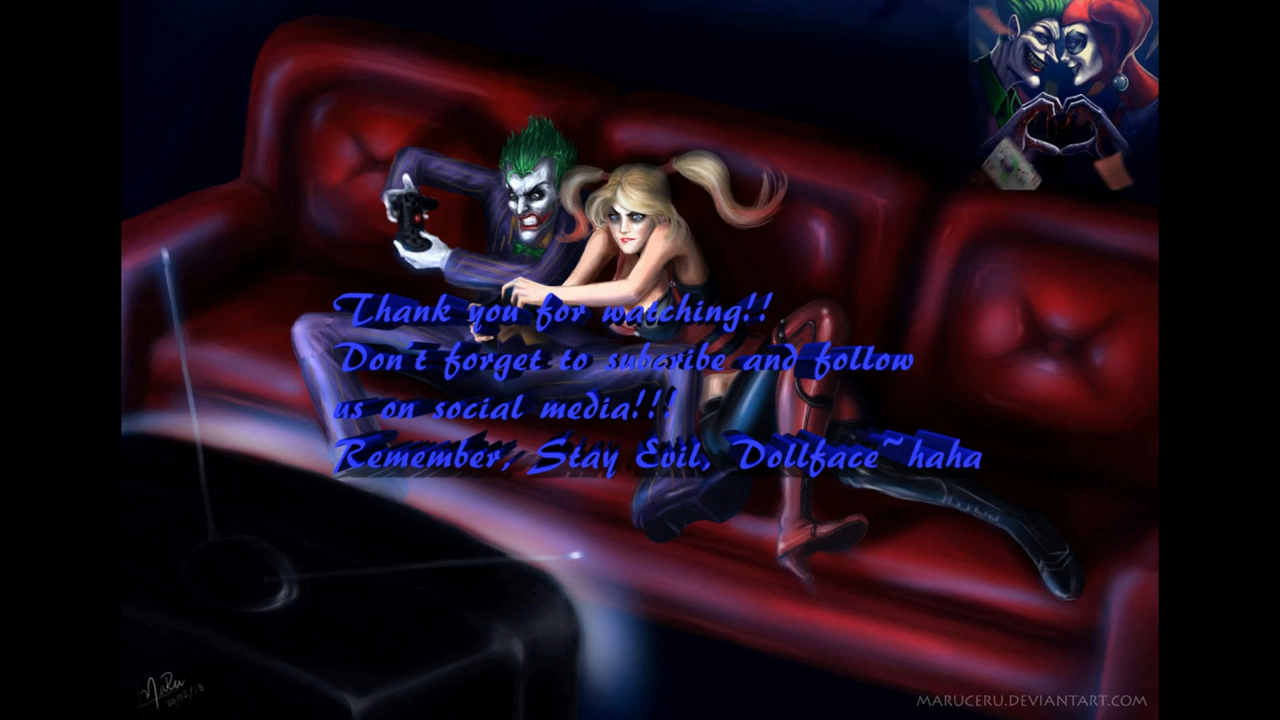 Thank you for watching!!
Don't forget to subcribe and follow
us on social media!!!
Remember, Stay Evil, Dollface~haha
MaRu
MARUCERU.DEVIANTART.COM